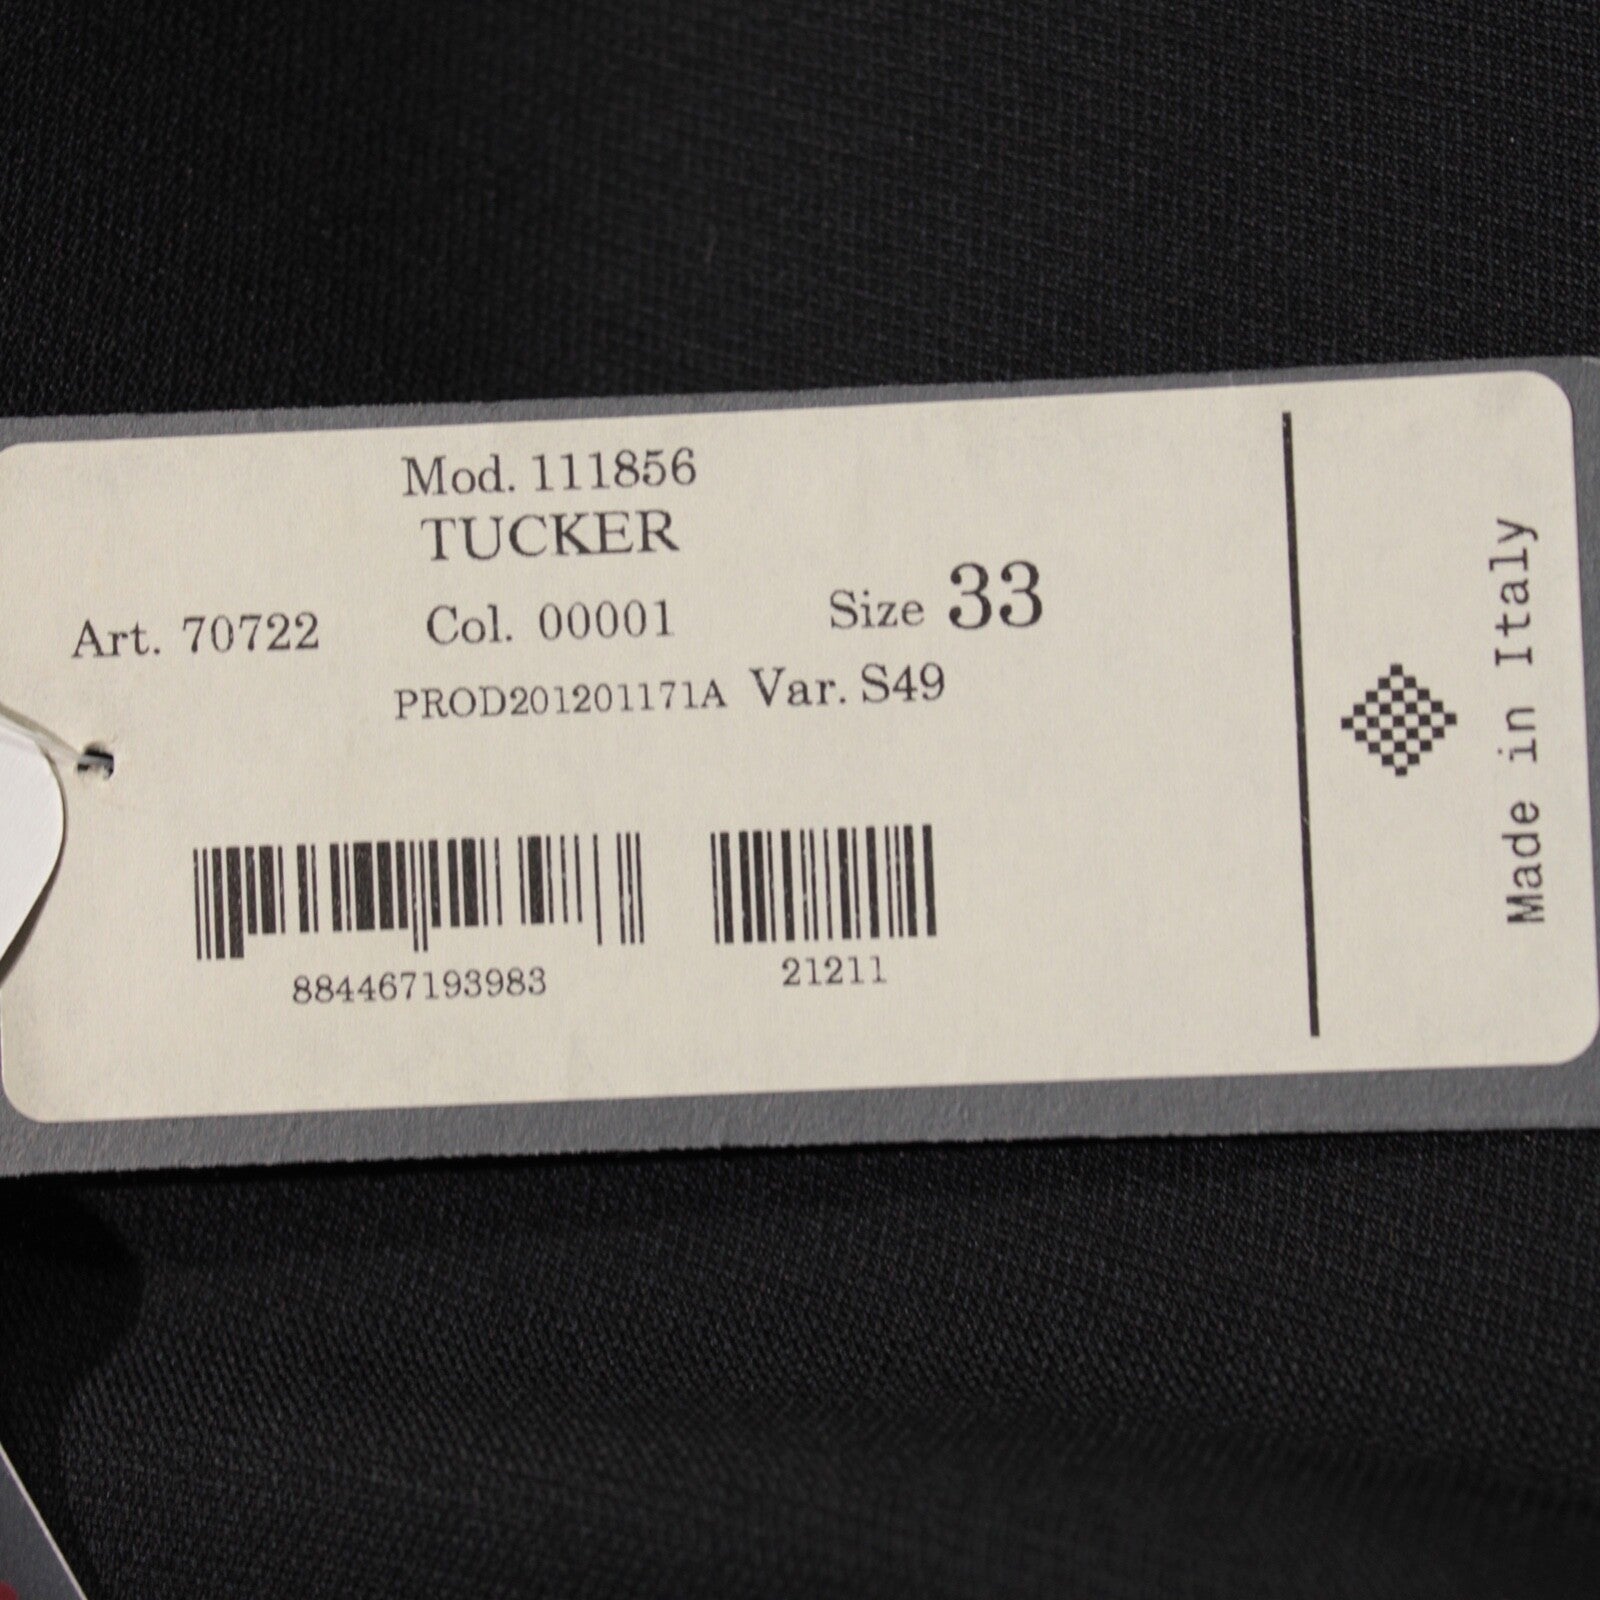 Mod. 111856
TUCKER
Art. 70722 Col. 00001 Size 33
PROD201201171A Var. S49
884467193983 21211
Made in Italy